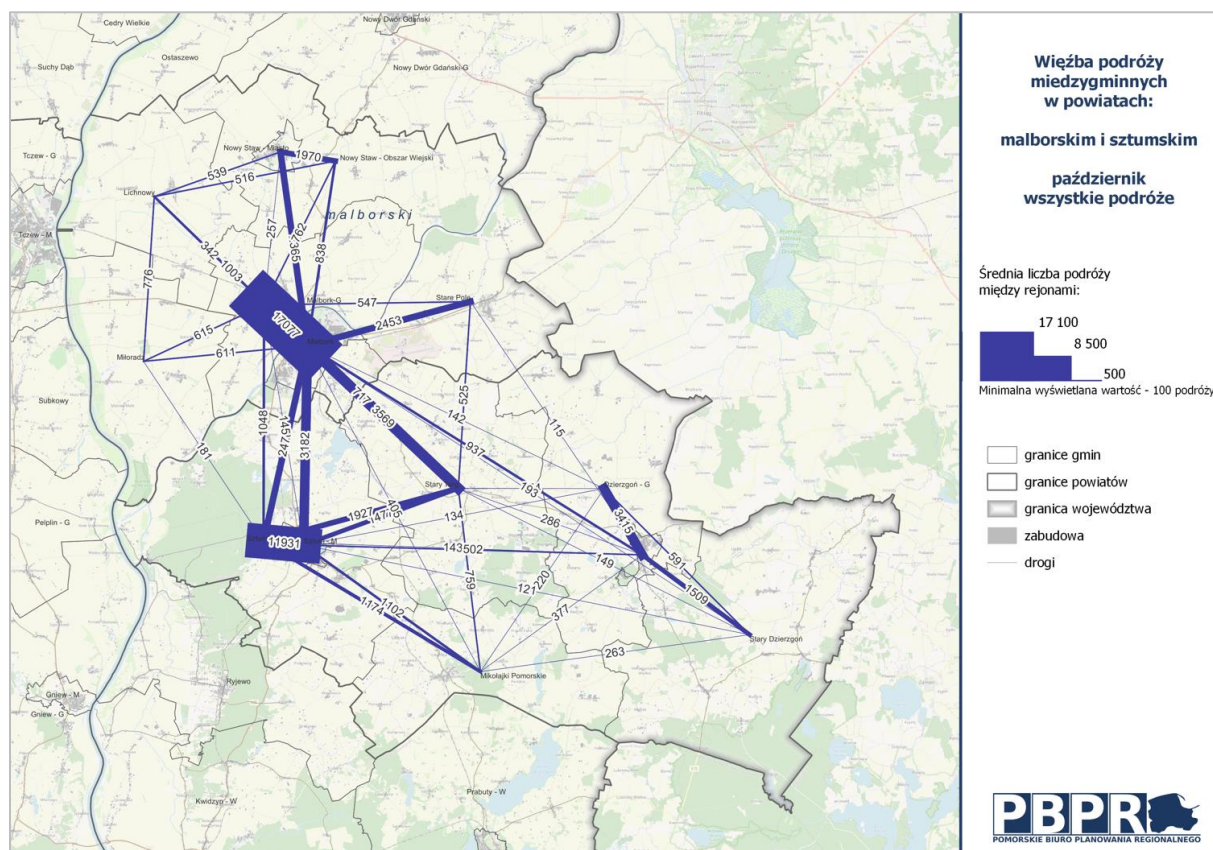 Cedry Wielkie
Nowy Dwór Gdański
Ostaszewo
Suchy Dąb
Nowy Dwór Gdański-G
Tczew - G
Nowy Staw - Miasto
1970
Nowy Staw - Obszar Wiejski
539
516
Lichnowy
malborski
Tczew - M
257
762
838
342
1003
776
Malbork-G
547
Stare Pole
17077
2453
615
611
Miłoradz
Subkowy
717
3569
142
525
115
1048
937
3182
181
193
Stary
Dzierzgoń - G
Pelplin - G
1927
405
134
286
3415
11931
143
502
149
591
759
220
121
1509
1174
1102
377
Stary Dzierzgoń
263
Mikołajki Pomorskie
Ryjewo
Gniew - M
Gniew - G
Prabuty - W
Kwidzyn - W
Więźba podróży
miedzygminnych
w powiatach:
malborskim i sztumskim
październik
wszystkie podróże
Średnia liczba podróży
między rejonami:
17 100
8 500
500
Minimalna wyświetlana wartość - 100 podróży
granice gmin
granice powiatów
granica województwa
zabudowa
drogi
PBPR
POMORSKIE BIURO PLANOWANIA REGIONALNEGO